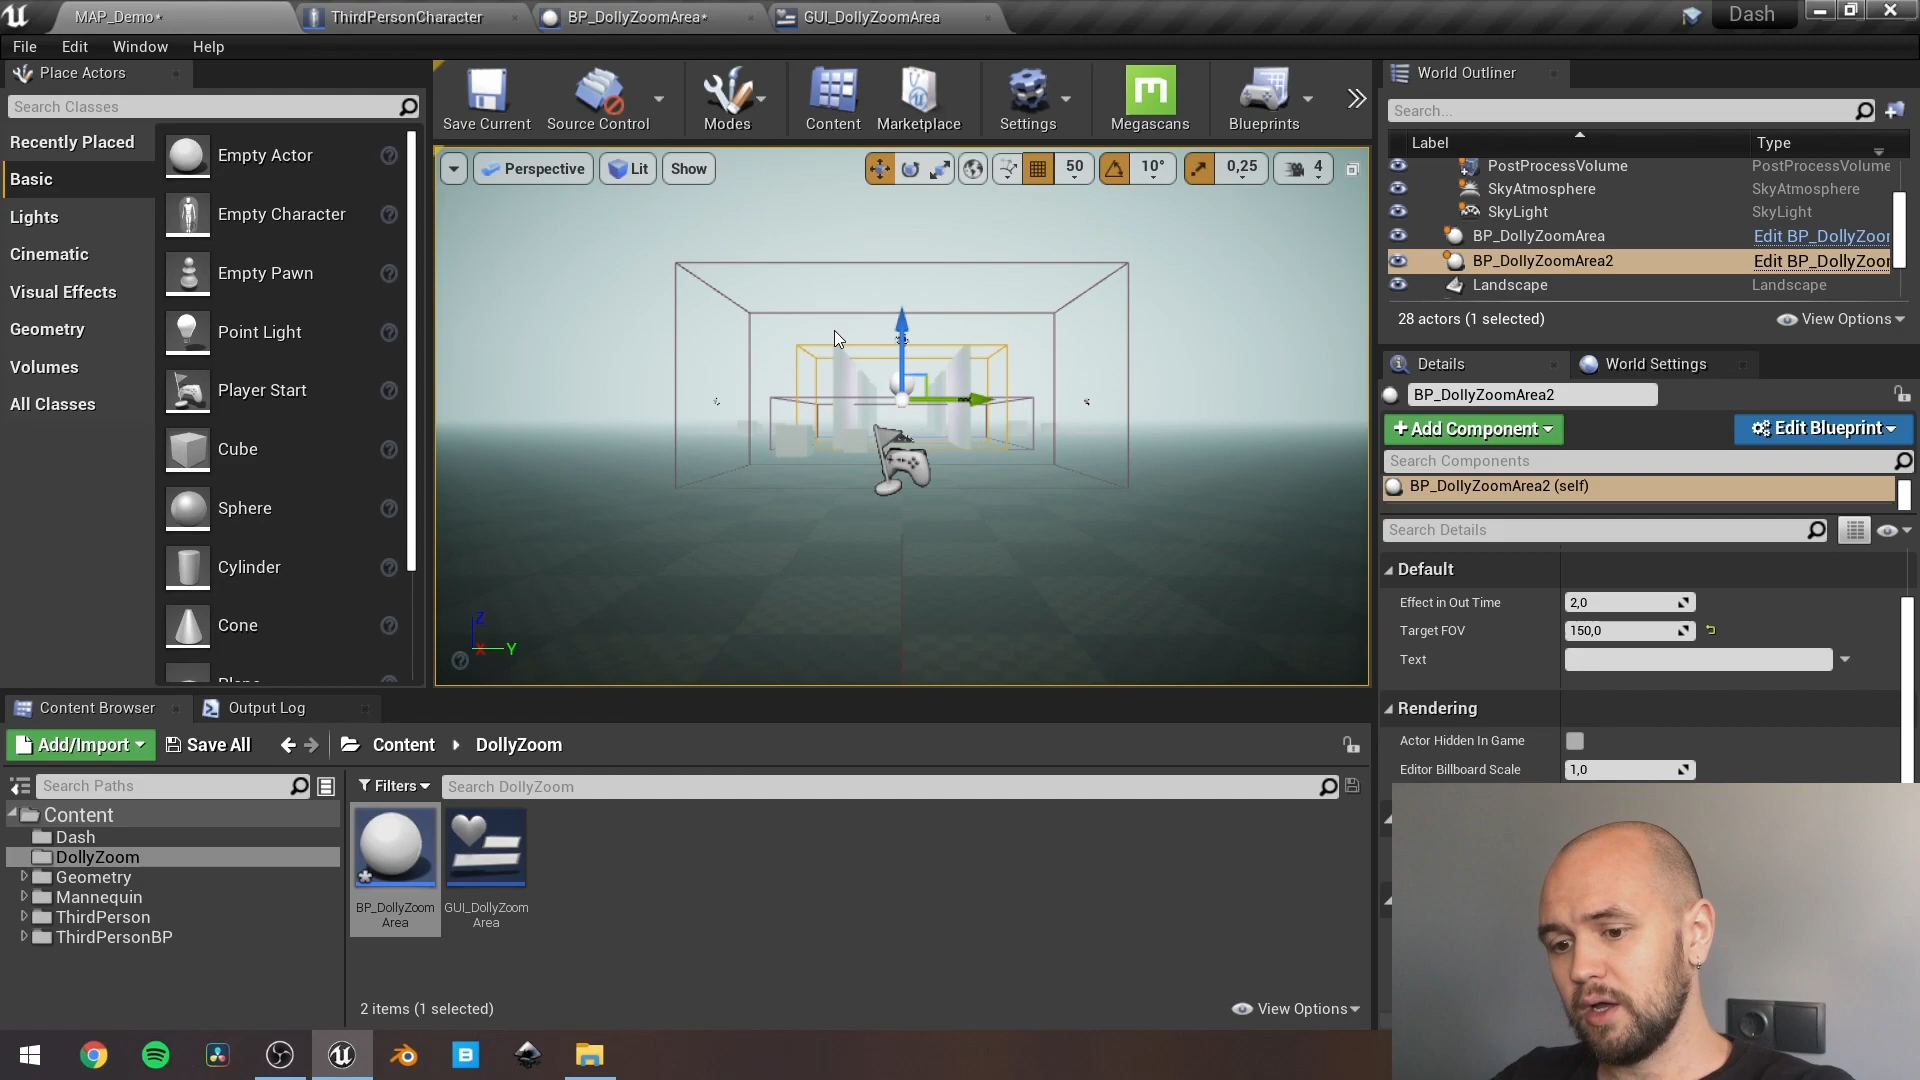 MAP_Demo*
ThirdPersonCharacter
BP_DollyZoomArea*
GUI_DollyZoomArea
Dash
File
Edit
Window
Help
Place Actors
Search Classes
Recently Placed
Basic
Lights
Cinematic
Visual Effects
Geometry
Volumes
All Classes
Empty Actor
Empty Character
Empty Pawn
Point Light
Player Start
Cube
Sphere
Cylinder
Cone
Save Current
Source Control
Modes
Content
Marketplace
Settings
Megascans
Blueprints
Perspective
Lit
Show
50
10°
0,25
4
Z
X
Y
World Outliner
Search...
Label
Type
PostProcessVolume PostProcessVolume
SkyAtmosphere SkyAtmosphere
SkyLight SkyLight
BP_DollyZoomArea Edit BP_DollyZoor
BP_DollyZoomArea2 Edit BP_DollyZoor
Landscape Landscape
28 actors (1 selected)
View Options
Details
World Settings
BP_DollyZoomArea2
+ Add Component
Edit Blueprint
Search Components
BP_DollyZoomArea2 (self)
Search Details
Default
Effect in Out Time 2,0
Target FOV 150,0
Text
Rendering
Actor Hidden In Game
Editor Billboard Scale 1,0
Content Browser
Output Log
Add/Import
Save All
Content
DollyZoom
Search Paths
Filters
Search DollyZoom
Content
Dash
DollyZoom
Geometry
Mannequin
ThirdPerson
ThirdPersonBP
BP_DollyZoom
Area
GUI_DollyZoom
Area
2 items (1 selected)
View Options